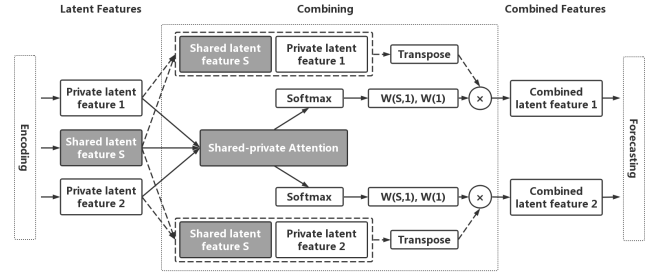 Latent Features
Combining
Combined Features
Shared latent
feature S
Private latent
feature 1
Transpose
Encoding
Private latent
feature 1
Softmax
W(S,1), W(1)
×
Combined
latent feature 1
Forecasting
Shared latent
feature S
Shared-private Attention
Private latent
feature 2
Softmax
W(S,1), W(1)
×
Combined
latent feature 2
Shared latent
feature S
Private latent
feature 2
Transpose